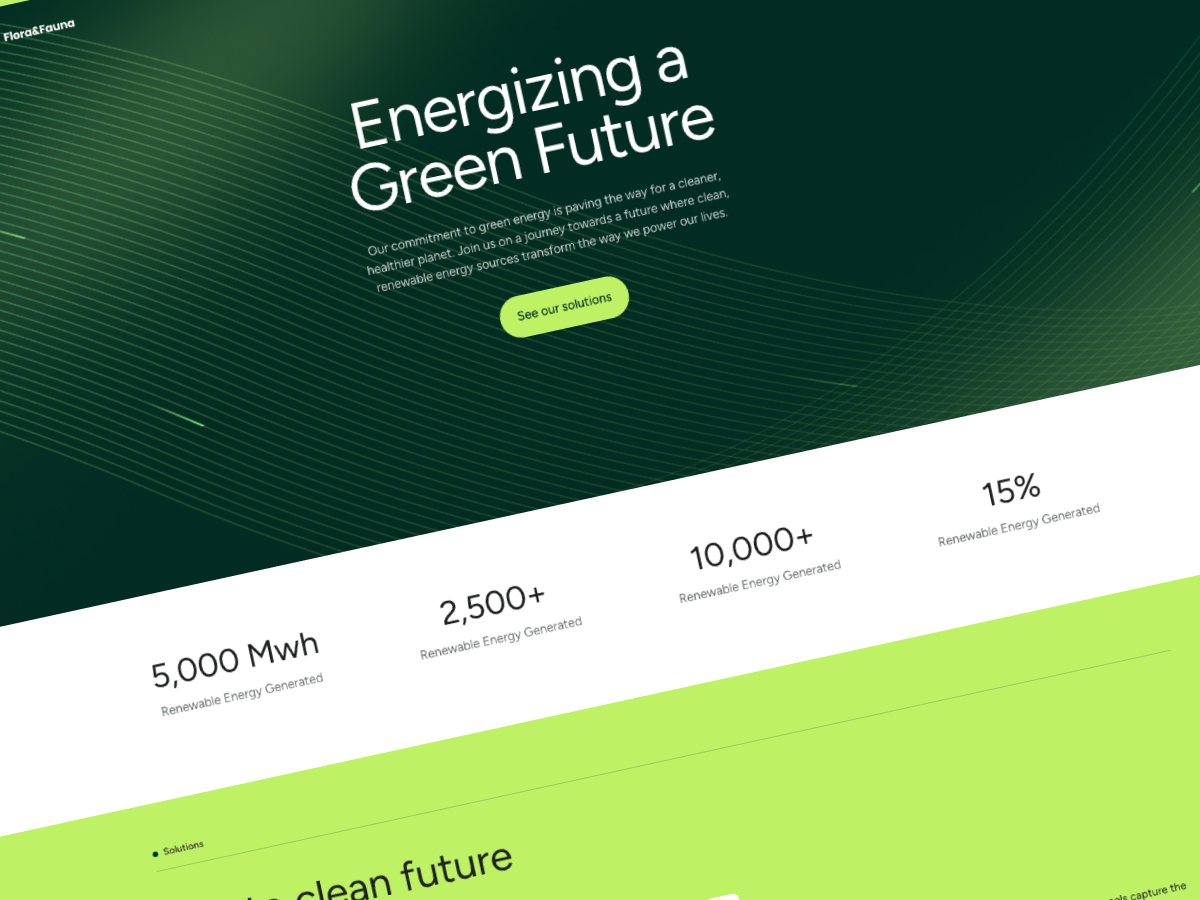 Flora&Fauna
Energizing a
Green Future
Our commitment to green energy is paving the way for a cleaner,
healthier planet. Join us on a journey towards a future where clean,
renewable energy sources transform the way we power our lives.
See our solutions
5,000 Mwh
Renewable Energy Generated
2,500+
Renewable Energy Generated
10,000+
Renewable Energy Generated
15%
Renewable Energy Generated
Solutions
clean future
capture the